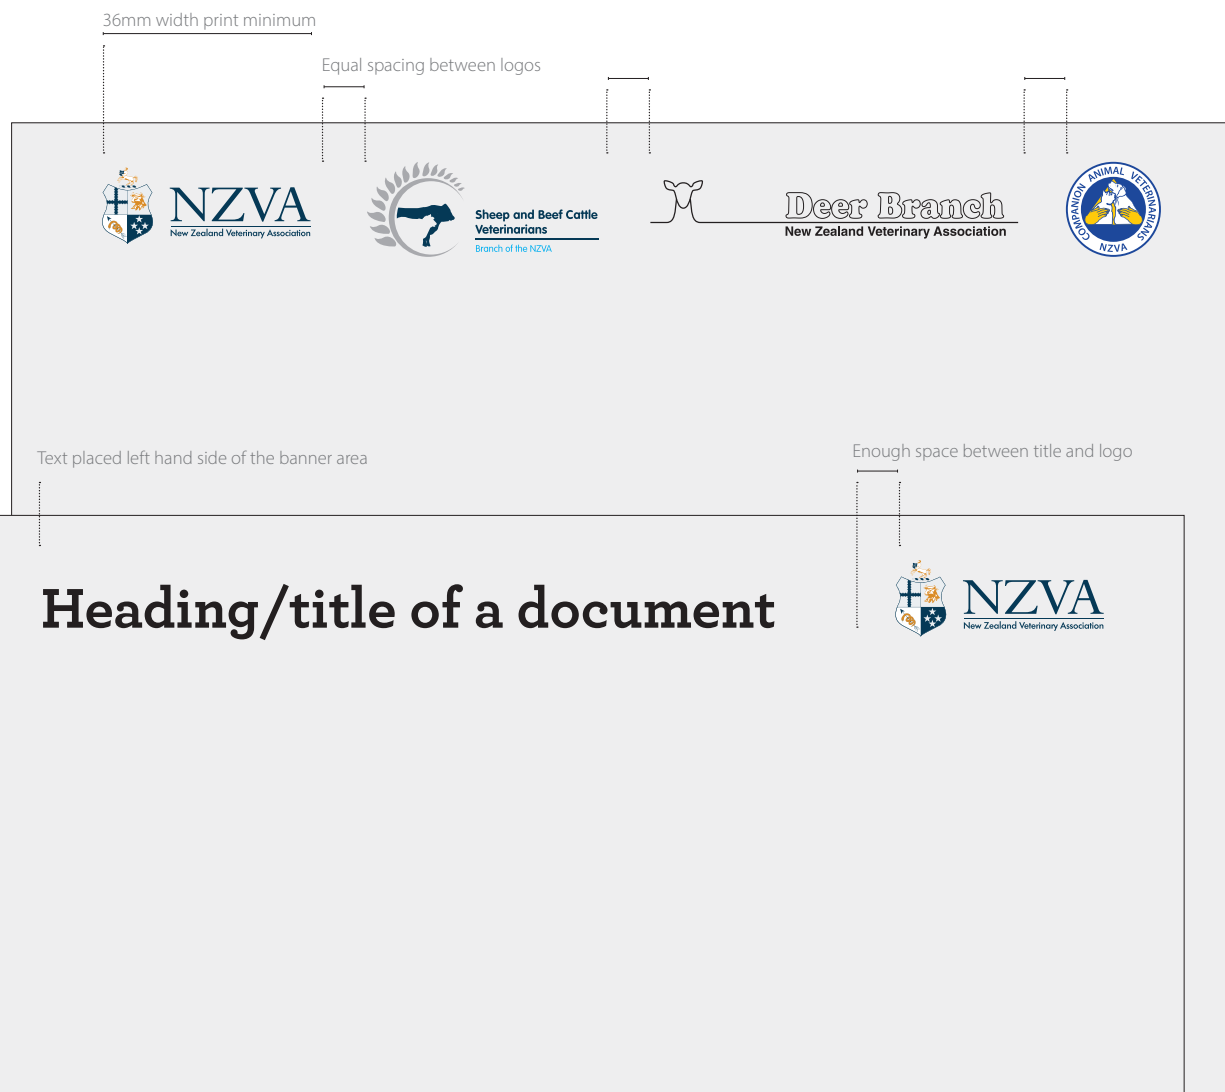 36mm width print minimum
Equal spacing between logos
NZVA
New Zealand Veterinary Association
Sheep and Beef Cattle
Veterinarians
Branch of the NZVA
Deer Branch
New Zealand Veterinary Association
COMPANION ANIMAL VETERINARIANS
NZVA
Text placed left hand side of the banner area
Enough space between title and logo
Heading/title of a document
NZVA
New Zealand Veterinary Association